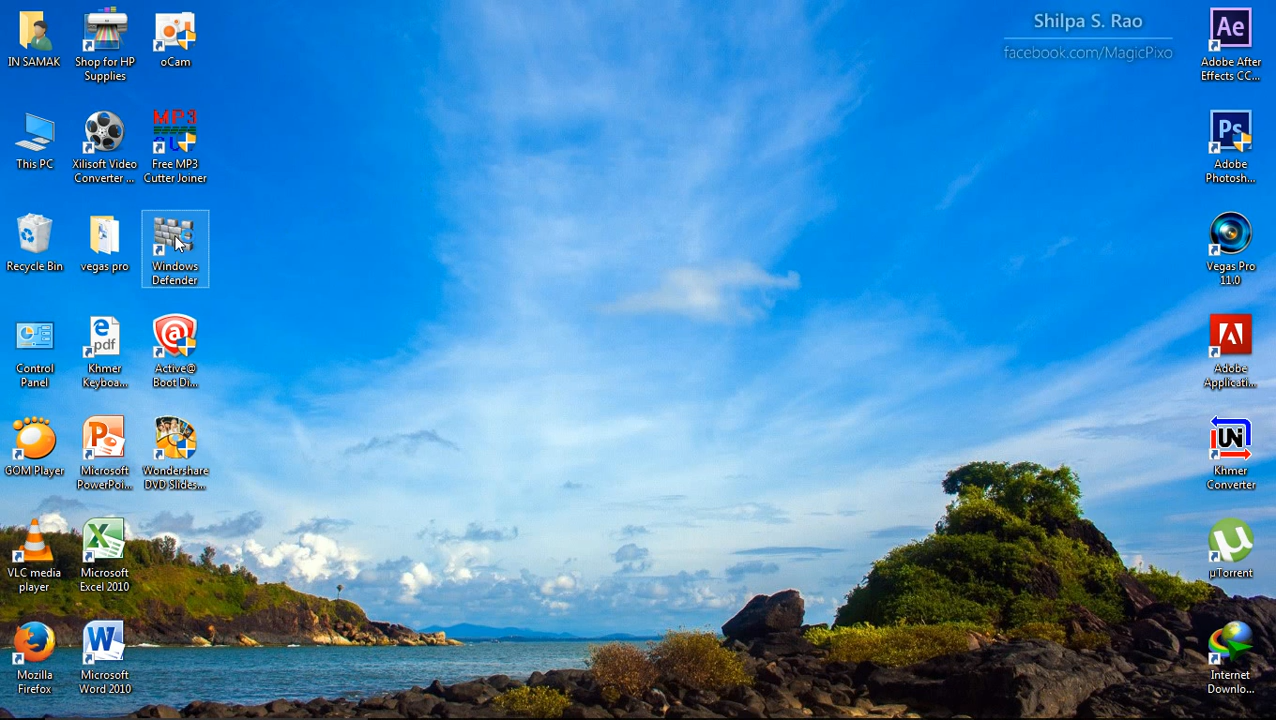 Shilpa S. Rao
facebook.com/MagicPixo
IN SAMAK
Shop for HP
Supplies
oCam
This PC
Xilisoft Video
Converter ...
MP3
Free MP3
Cutter Joiner
Recycle Bin
vegas pro
Windows
Defender
Control
Panel
e
pdf
Khmer
Keyboa...
Active@
Boot Di...
GOM Player
Microsoft
PowerPoi...
Wondershare
DVD Slides...
VLC media
player
Microsoft
Excel 2010
Mozilla
Firefox
Microsoft
Word 2010
Ae
Adobe After
Effects CC...
Ps
Adobe
Photosh...
Vegas Pro
11.0
Adobe
Applicati...
UN
Khmer
Converter
µTorrent
Internet
Downlo...